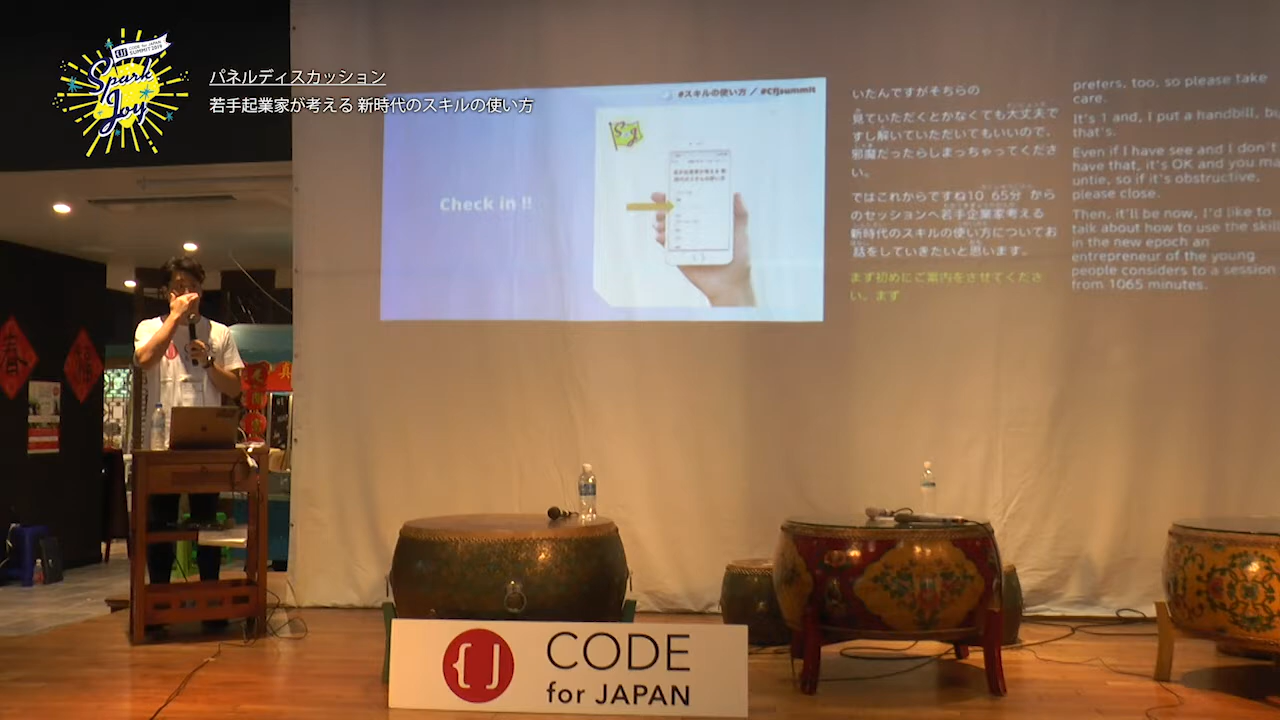 CODE for JAPAN
SUMMIT 2019
Spark
Joy
パネルディスカッション
若手起業家が考える 新時代のスキルの使い方
#スキルの使い方 / #Cfjsummit
Check in !!
S J
いたんですがそちらの
見ていただくとかなくても大丈夫で
すし解いていただいてもいいので、
邪魔だったらしまっちゃってくださ
い。
ではこれからですね10 65分 から
のセッションへ若手企業家考える
新時代のスキルの使い方についてお
話をしていきたいと思います。
まず初めにご案内をさせてくださ
い。まず
prefers, too, so please take
care.
It's 1 and, I put a handbill, bu
that's.
Even if I have see and I don't
have that, it's OK and you ma
untie, so if it's obstructive,
please close.
Then, it'll be now, I'd like to
talk about how to use the skill
in the new epoch an
entrepreneur of the young
people considers to a session
from 1065 minutes.
春
福
{ J
CODE
for JAPAN